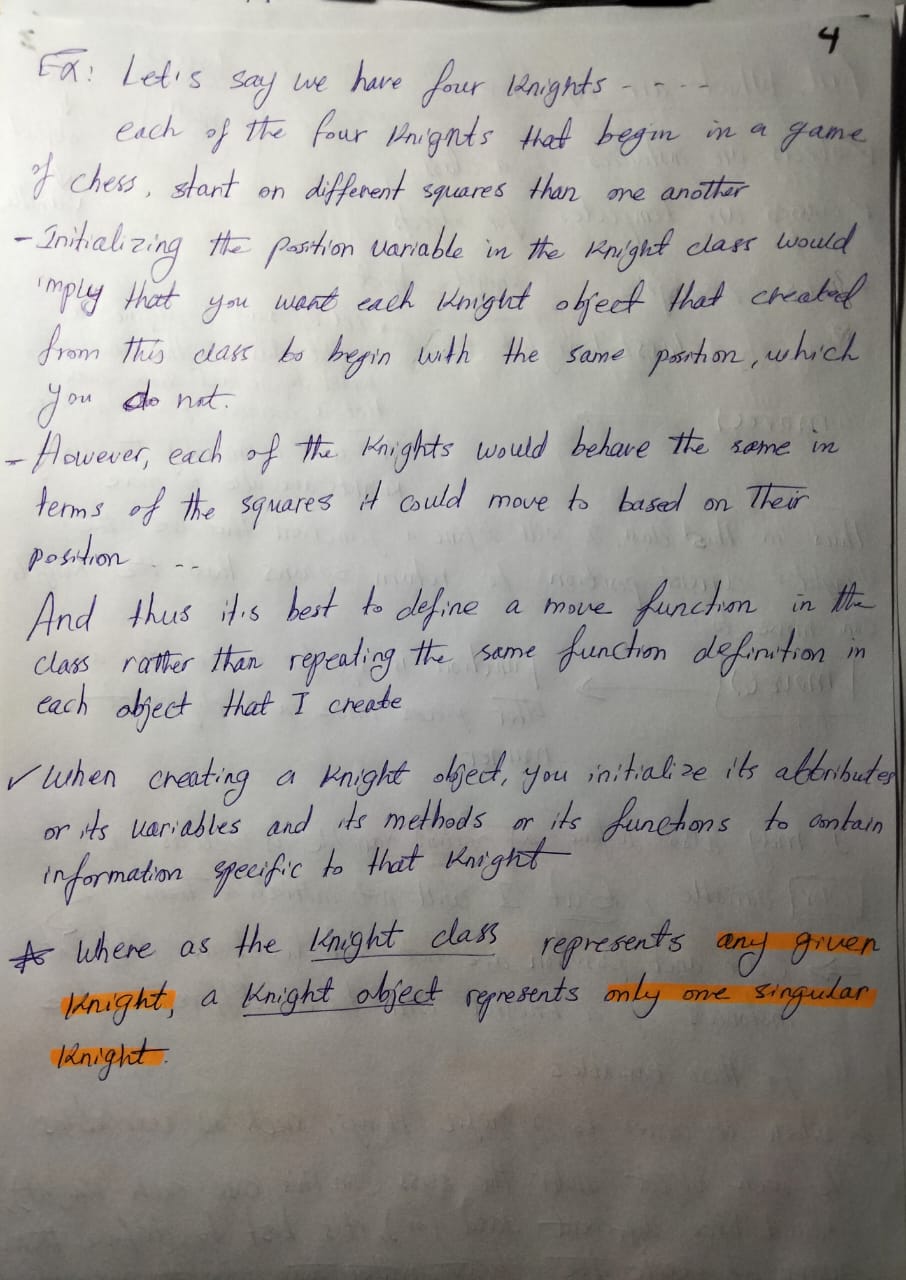 4
Ex: Let's say we have four Knights - - - -
each of the four Knights that begin in a game
of chess, start on different squares than one another
- Initializing the Position variable in the Knight class would
imply that you want each Knight object that created
from this class to begin with the same position, which
you do not.
- However, each of the Knights would behave the same in
terms of the squares it could move to based on Their
position - - -
And thus it's best to define a move function in the
class rather than repeating the same function definition in
each object that I create
✓ When creating a Knight object, you initialize its attributes
or its variables and its methods or its functions to contain
information specific to that Knight
☆ Where as the Knight class represents any given
Knight, a Knight object represents only one singular
Knight.